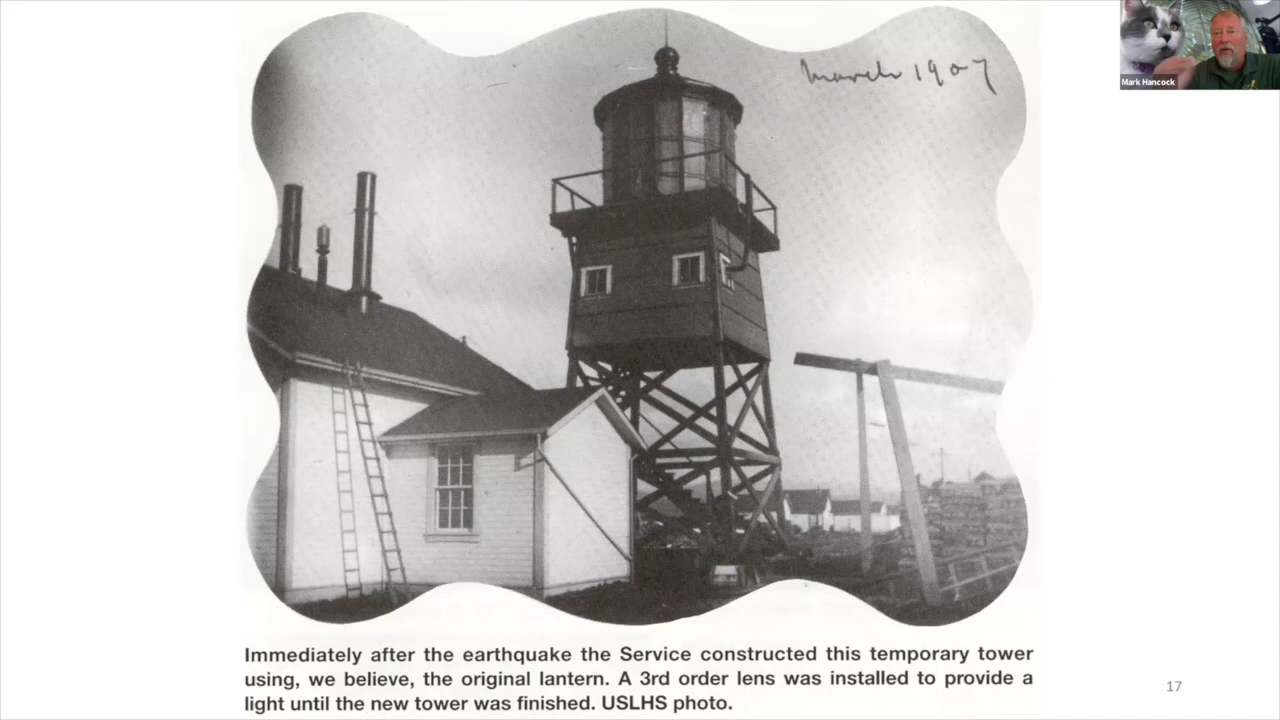 March 1907
Mark Hancock
Immediately after the earthquake the Service constructed this temporary tower
using, we believe, the original lantern. A 3rd order lens was installed to provide a
light until the new tower was finished. USLHS photo.
17